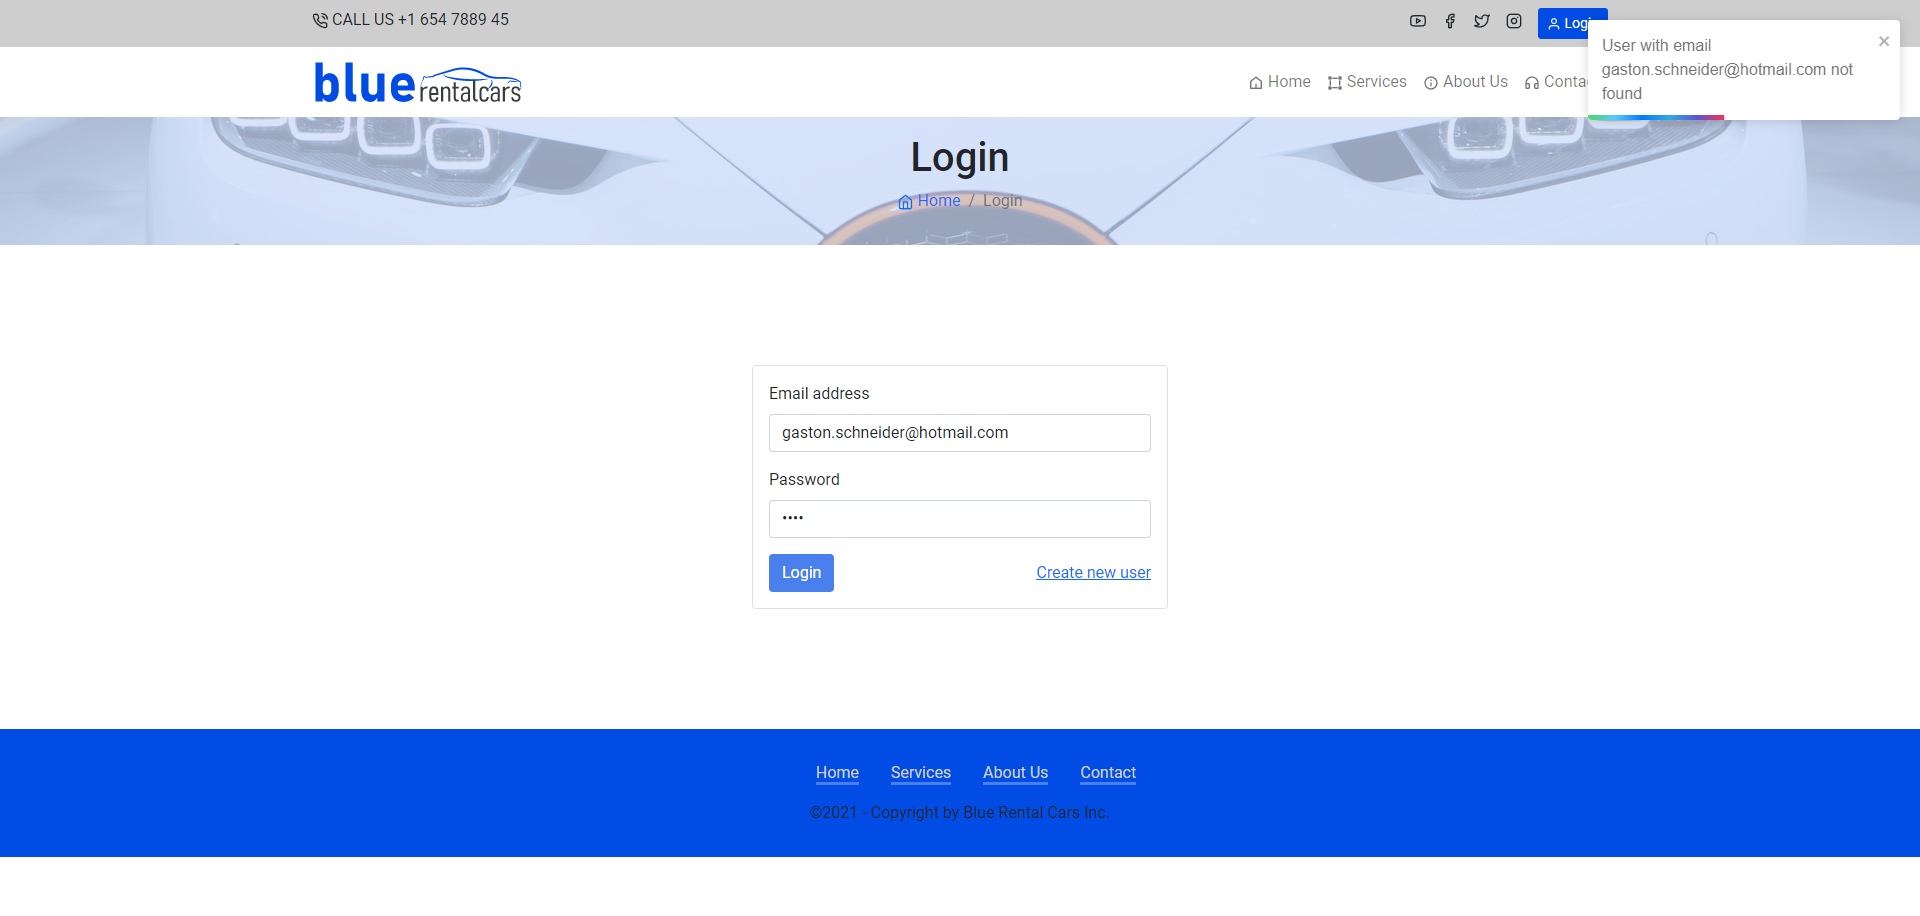 CALL US +1 654 7889 45
User with email
gaston.schneider@hotmail.com not
found
blue rentalcars
Home
Services
About Us
Login
Home / Login
Email address
gaston.schneider@hotmail.com
Password
••••
Login
Create new user
Home
Services
About Us
Contact
©2021 - Copyright by Blue Rental Cars Inc.